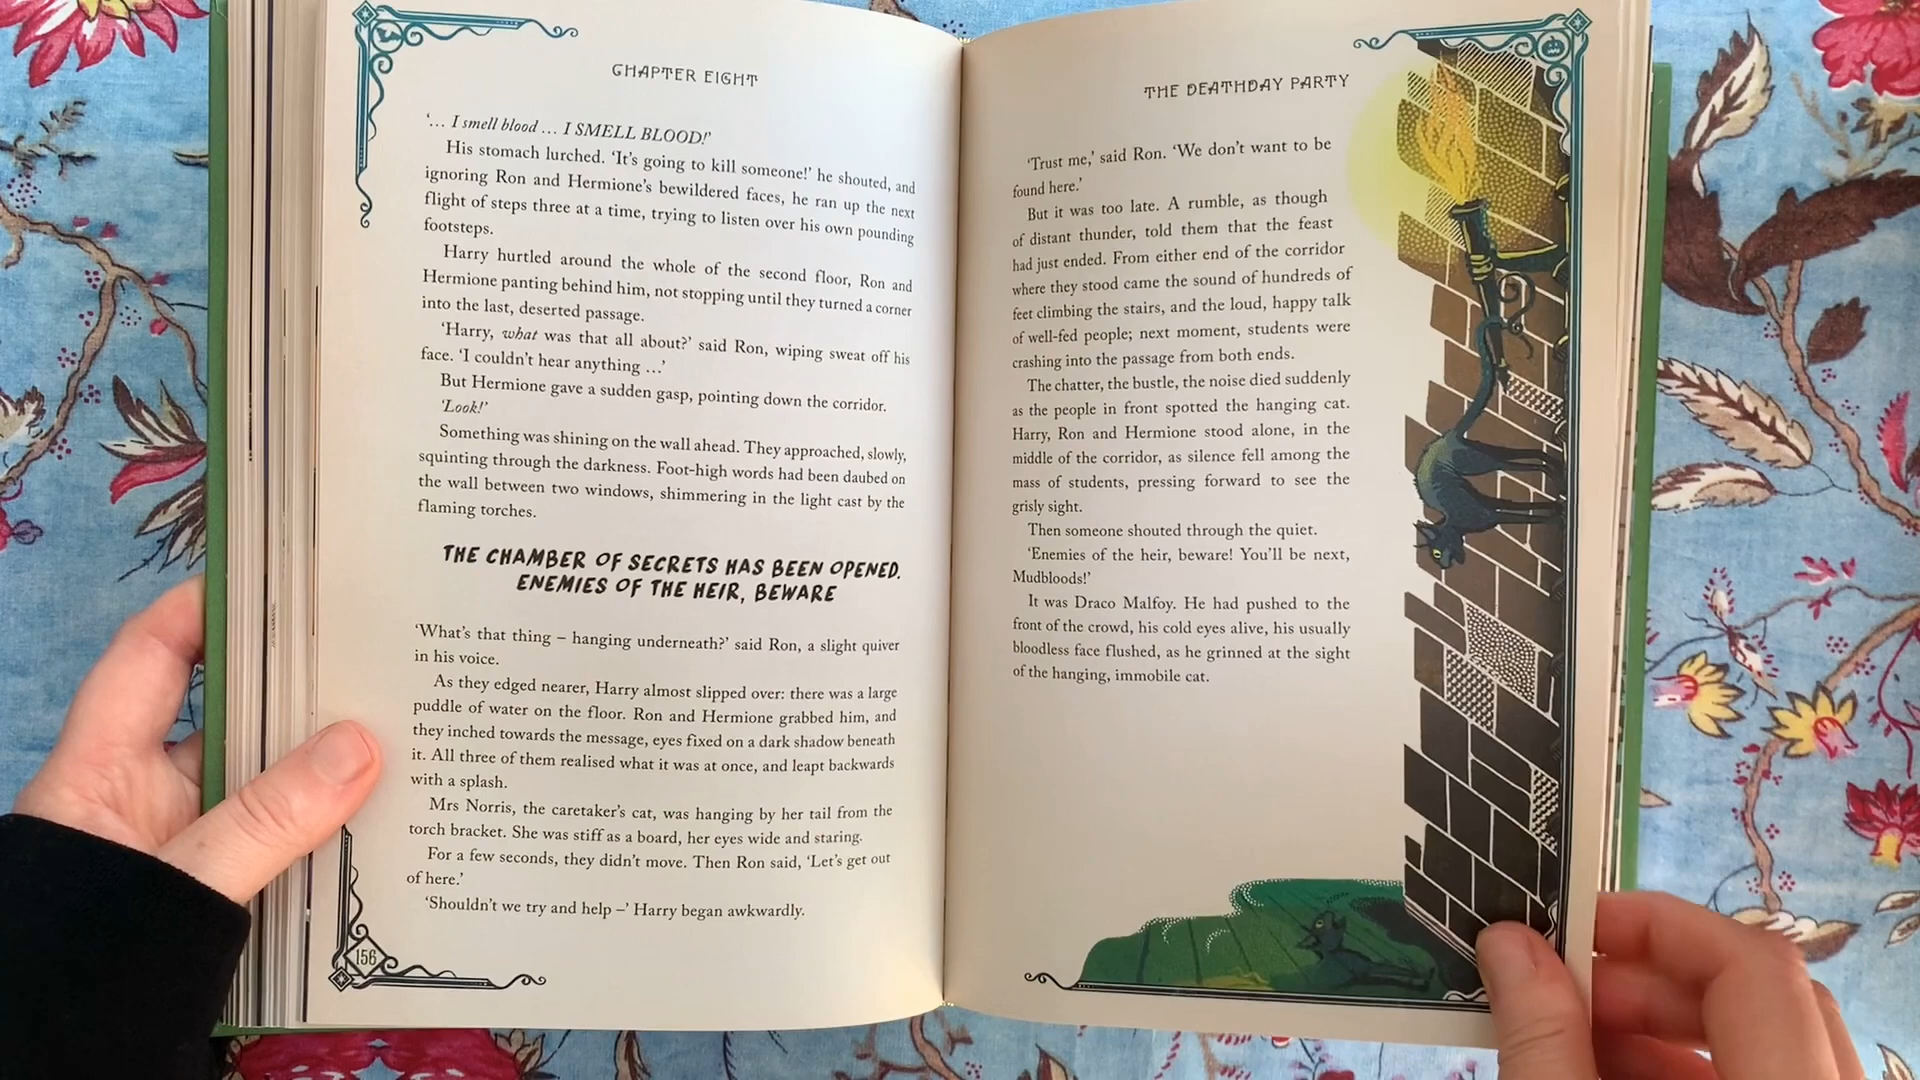 CHAPTER EIGHT
‘… I smell blood … I SMELL BLOOD!’
His stomach lurched. ‘It’s going to kill someone!’ he shouted, and
ignoring Ron and Hermione’s bewildered faces, he ran up the next
flight of steps three at a time, trying to listen over his own pounding
footsteps.
Harry hurtled around the whole of the second floor, Ron and
Hermione panting behind him, not stopping until they turned a corner
into the last, deserted passage.
‘Harry, what was that all about?’ said Ron, wiping sweat off his
face. ‘I couldn’t hear anything …’
But Hermione gave a sudden gasp, pointing down the corridor.
‘Look!’
Something was shining on the wall ahead. They approached, slowly,
squinting through the darkness. Foot-high words had been daubed on
the wall between two windows, shimmering in the light cast by the
flaming torches.
THE CHAMBER OF SECRETS HAS BEEN OPENED.
ENEMIES OF THE HEIR, BEWARE
‘What’s that thing – hanging underneath?’ said Ron, a slight quiver
in his voice.
As they edged nearer, Harry almost slipped over: there was a large
puddle of water on the floor. Ron and Hermione grabbed him, and
they inched towards the message, eyes fixed on a dark shadow beneath
it. All three of them realised what it was at once, and leapt backwards
with a splash.
Mrs Norris, the caretaker’s cat, was hanging by her tail from the
torch bracket. She was stiff as a board, her eyes wide and staring.
For a few seconds, they didn’t move. Then Ron said, ‘Let’s get out
of here.’
‘Shouldn’t we try and help –’ Harry began awkwardly.
156
THE DEATHDAY PARTY
‘Trust me,’ said Ron. ‘We don’t want to be
found here.’
But it was too late. A rumble, as though
of distant thunder, told them that the feast
had just ended. From either end of the corridor
where they stood came the sound of hundreds of
feet climbing the stairs, and the loud, happy talk
of well-fed people; next moment, students were
crashing into the passage from both ends.
The chatter, the bustle, the noise died suddenly
as the people in front spotted the hanging cat.
Harry, Ron and Hermione stood alone, in the
middle of the corridor, as silence fell among the
mass of students, pressing forward to see the
grisly sight.
Then someone shouted through the quiet.
‘Enemies of the heir, beware! You’ll be next,
Mudbloods!’
It was Draco Malfoy. He had pushed to the
front of the crowd, his cold eyes alive, his usually
bloodless face flushed, as he grinned at the sight
of the hanging, immobile cat.